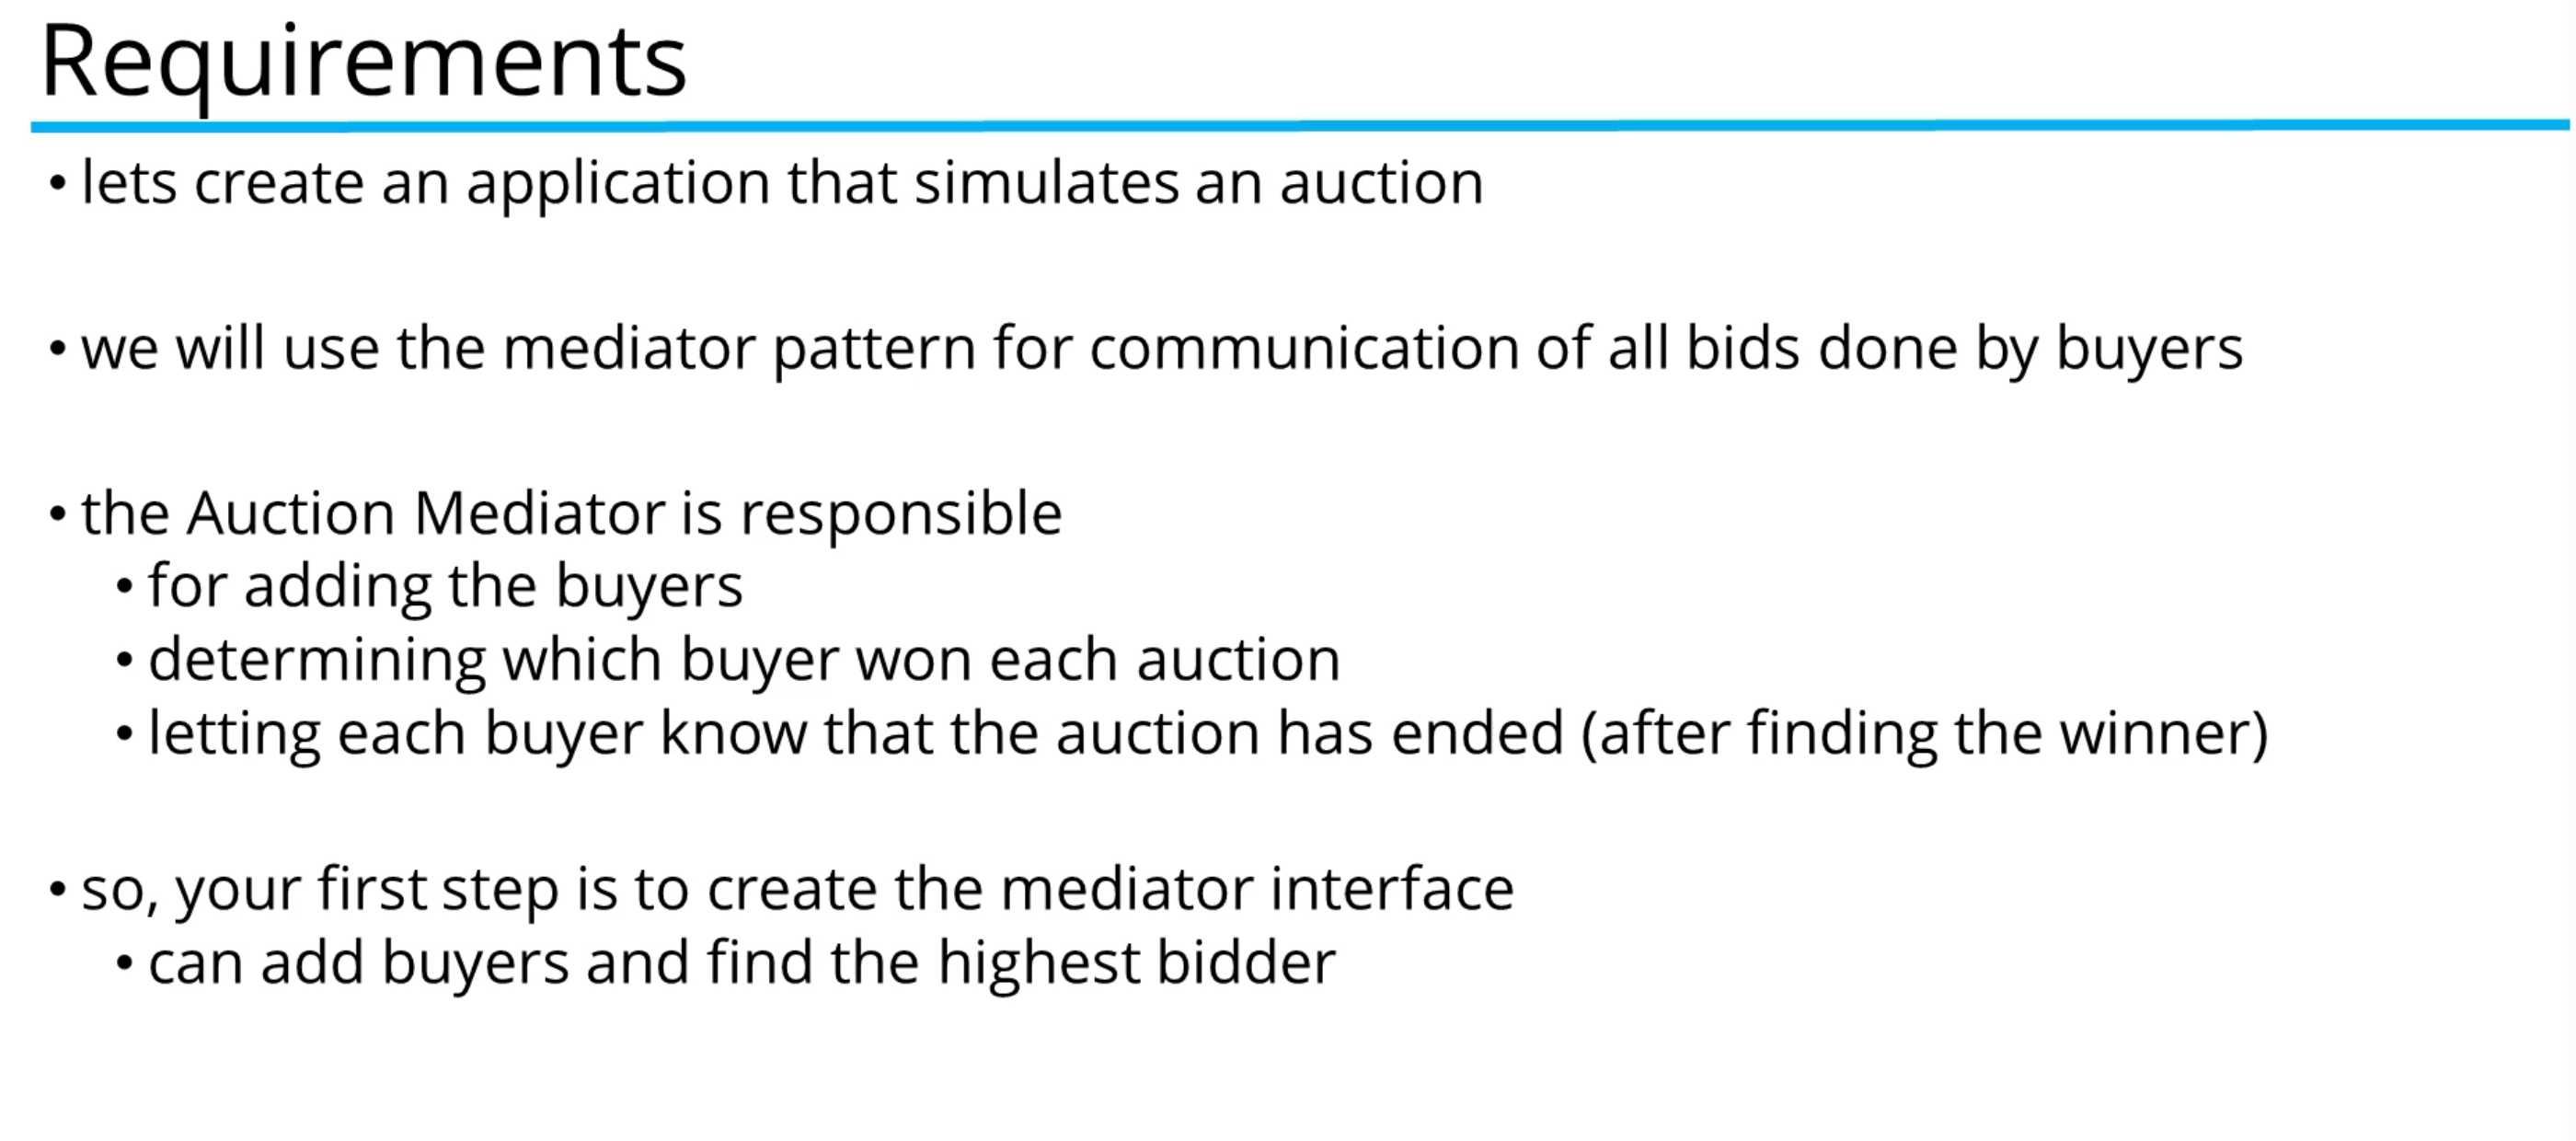 Requirements
• lets create an application that simulates an auction
• we will use the mediator pattern for communication of all bids done by buyers
• the Auction Mediator is responsible
• for adding the buyers
• determining which buyer won each auction
• letting each buyer know that the auction has ended (after finding the winner)
• so, your first step is to create the mediator interface
• can add buyers and find the highest bidder